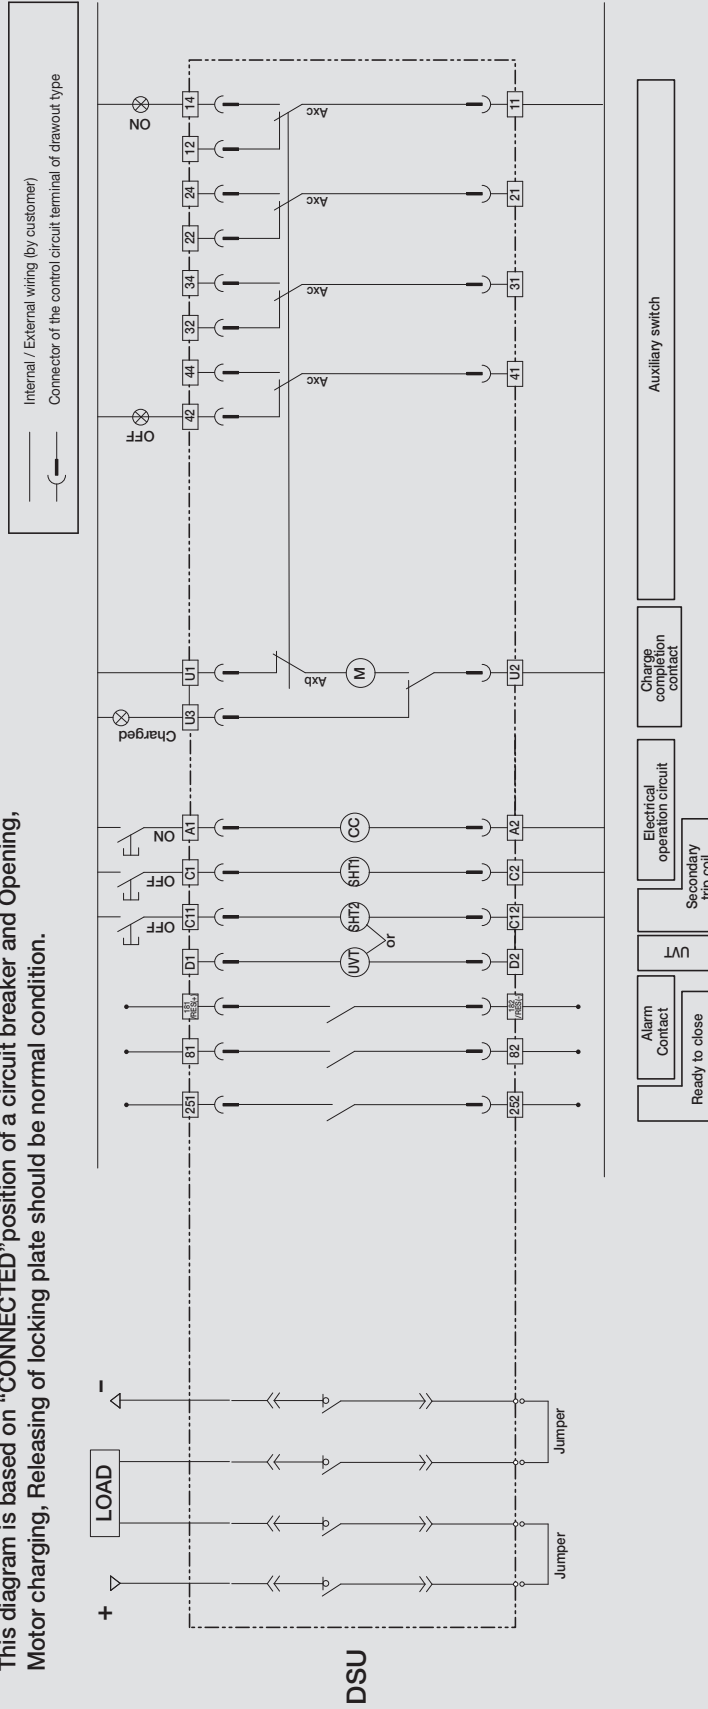 This diagram is based on "CONNECTED"position of a circuit breaker and Opening,
Motor charging, Releasing of locking plate should be normal condition.
Internal / External wiring (by customer)
Connector of the control circuit terminal of drawout type
DSU
+
LOAD
−
Jumper
Jumper
251
81
181
/RES(+
D1
C11
C1
A1
U3
U1
42
44
32
34
22
24
12
14
OFF
OFF
ON
Charged
OFF
ON
UVT
or
SHT2
SHT1
CC
M
Axb
Axc
Axc
Axc
Axc
252
82
182
/RES(-
D2
C12
C2
A2
U2
41
31
21
11
Ready to close
Alarm
Contact
UVT
Secondary
trip coil
Electrical
operation circuit
Charge
completion
contact
Auxiliary switch